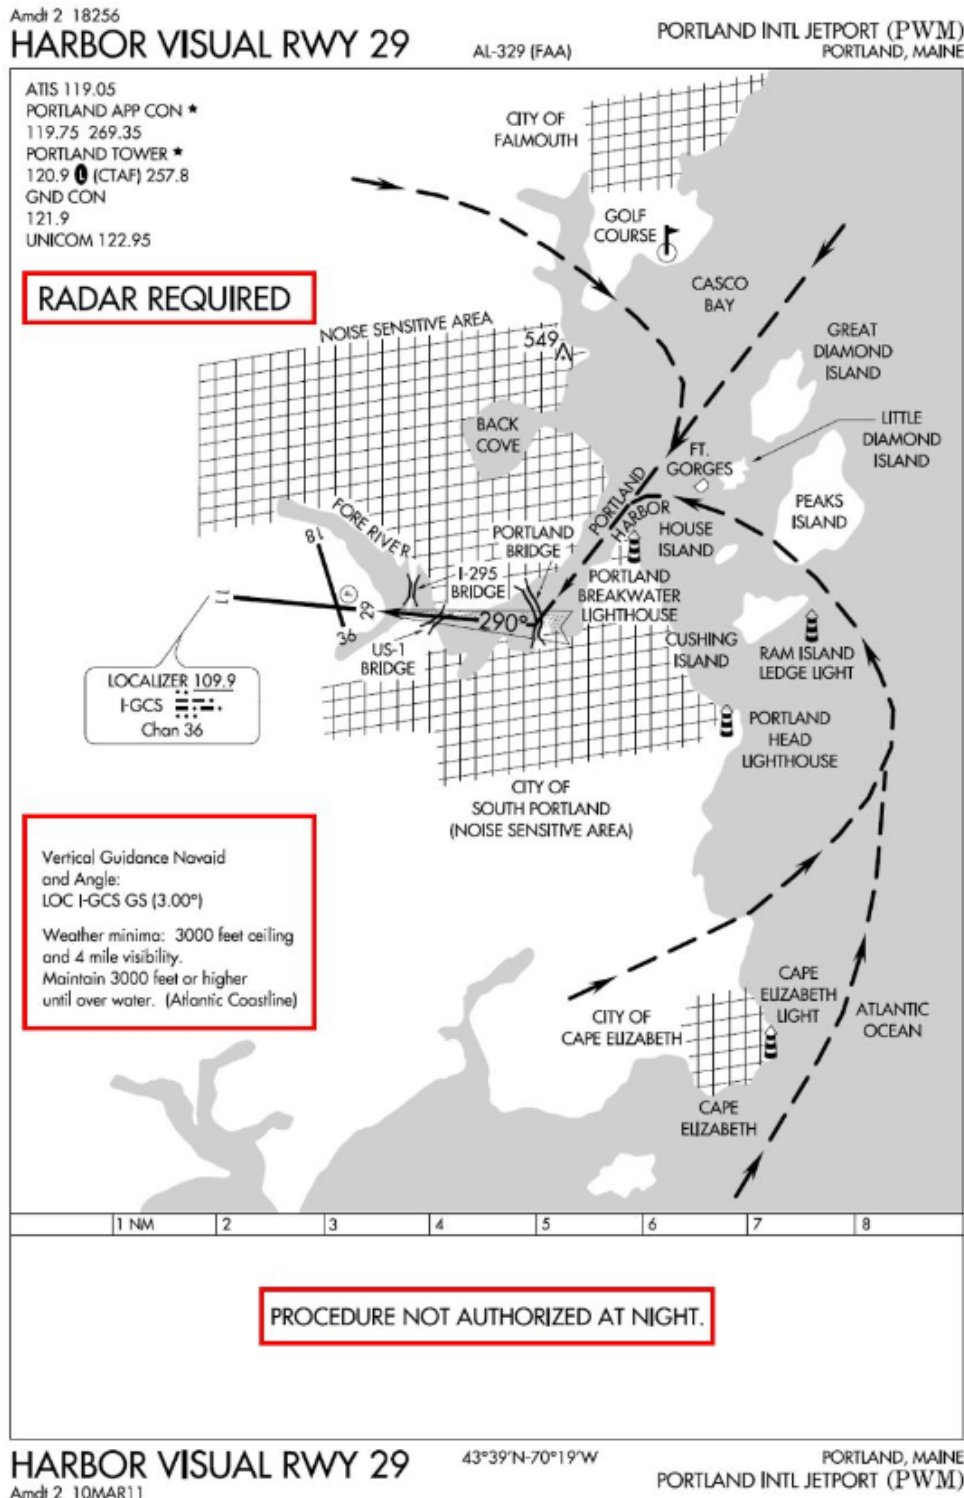 Amdt 2 18256
HARBOR VISUAL RWY 29
AL-329 (FAA)
PORTLAND INTL JETPORT (PWM)
PORTLAND, MAINE
ATIS 119.05
PORTLAND APP CON ★
119.75 269.35
PORTLAND TOWER ★
120.9 L (CTAF) 257.8
GND CON
121.9
UNICOM 122.95
RADAR REQUIRED
CITY OF
FALMOUTH
GOLF
COURSE
CASCO
BAY
NOISE SENSITIVE AREA
549
GREAT
DIAMOND
ISLAND
BACK
COVE
LITTLE
DIAMOND
ISLAND
FT.
GORGES
PORTLAND
HARBOR
PEAKS
ISLAND
FORE RIVER
PORTLAND
BRIDGE
HOUSE
ISLAND
18
I-295
BRIDGE
PORTLAND
BREAKWATER
LIGHTHOUSE
11
29
290°
36
US-1
BRIDGE
CUSHING
ISLAND
RAM ISLAND
LEDGE LIGHT
LOCALIZER 109.9
I-GCS
Chan 36
PORTLAND
HEAD
LIGHTHOUSE
CITY OF
SOUTH PORTLAND
(NOISE SENSITIVE AREA)
Vertical Guidance Navaid
and Angle:
LOC I-GCS GS (3.00°)
Weather minima: 3000 feet ceiling
and 4 mile visibility.
Maintain 3000 feet or higher
until over water. (Atlantic Coastline)
CAPE
ELIZABETH
LIGHT
CITY OF
CAPE ELIZABETH
ATLANTIC
OCEAN
CAPE
ELIZABETH
1 NM 2 3 4 5 6 7 8
PROCEDURE NOT AUTHORIZED AT NIGHT.
HARBOR VISUAL RWY 29
Amdt 2 10MAR11
43°39'N-70°19'W
PORTLAND, MAINE
PORTLAND INTL JETPORT (PWM)